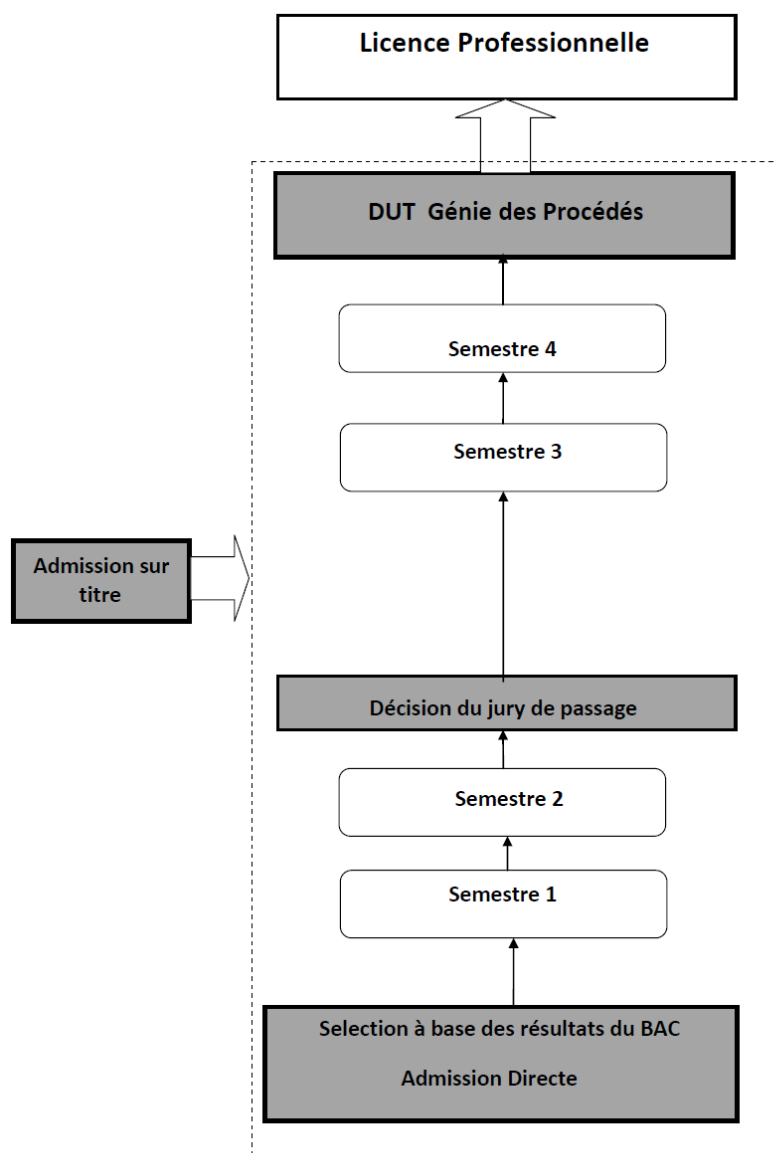 Licence Professionnelle
DUT Génie des Procédés
Semestre 4
Semestre 3
Admission sur
titre
Décision du jury de passage
Semestre 2
Semestre 1
Selection à base des résultats du BAC
Admission Directe